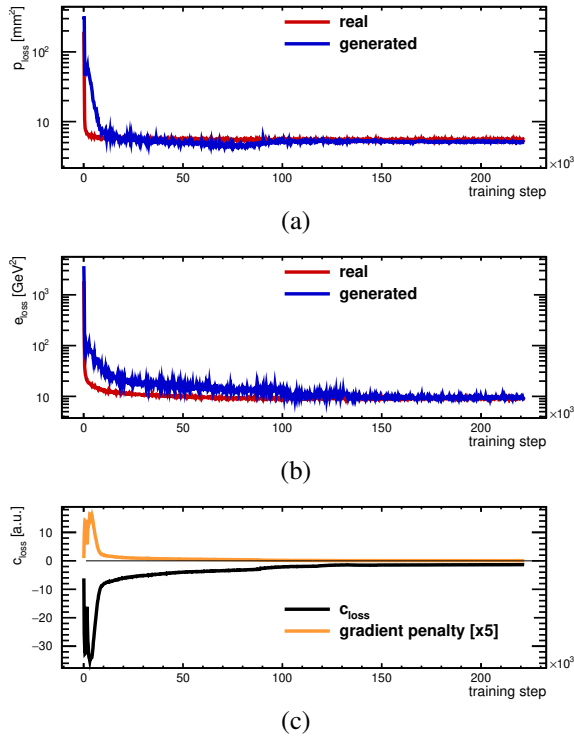 p_loss [mm²]
10²
10
real
generated
0 50 100 150 200
×10³
training step
(a)
e_loss [GeV²]
10³
10²
10
real
generated
0 50 100 150 200
×10³
training step
(b)
c_loss [a.u.]
10
0
−10
−20
−30
c_loss
gradient penalty [x5]
0 50 100 150 200
×10³
training step
(c)